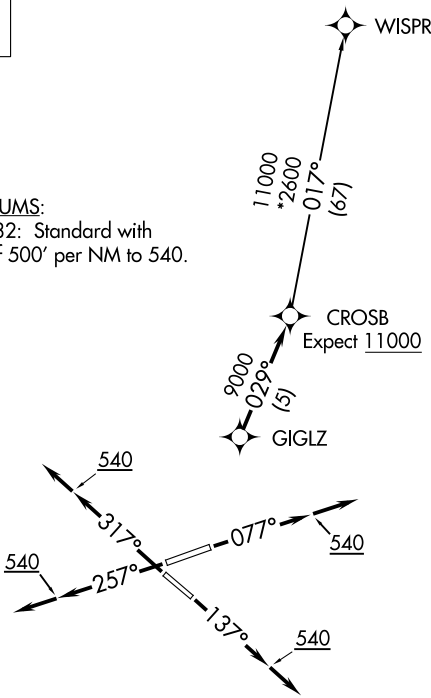 WISPR
11000
*2600
017°
(67)
UMS:
32: Standard with
500' per NM to 540.
CROSB
Expect 11000
9000
029°
(5)
GIGLZ
540
317°
077°
540
540
257°
137°
540